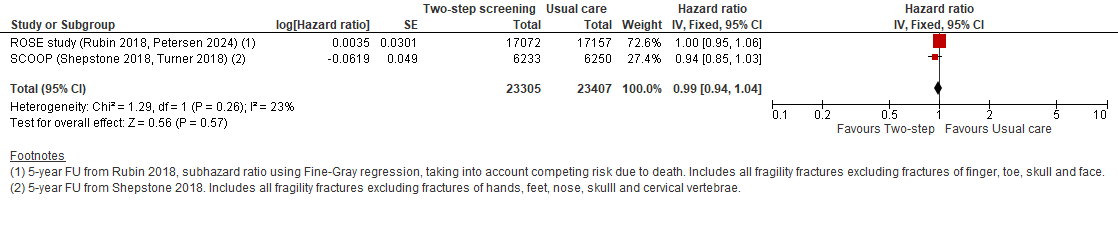 Two-step screening Usual care Hazard ratio Hazard ratio
Study or Subgroup log[Hazard ratio] SE Total Total Weight IV, Fixed, 95% CI IV, Fixed, 95% CI
ROSE study (Rubin 2018, Petersen 2024) (1) 0.0035 0.0301 17072 17157 72.6% 1.00 [0.95, 1.06]
SCOOP (Shepstone 2018, Turner 2018) (2) -0.0619 0.049 6233 6250 27.4% 0.94 [0.85, 1.03]
Total (95% CI) 23305 23407 100.0% 0.99 [0.94, 1.04]
Heterogeneity: Chi² = 1.29, df = 1 (P = 0.26); I² = 23%
Test for overall effect: Z = 0.56 (P = 0.57)
0.1 0.2 0.5 1 2 5 10
Favours Two-step Favours Usual care
Footnotes
(1) 5-year FU from Rubin 2018, subhazard ratio using Fine-Gray regression, taking into account competing risk due to death. Includes all fragility fractures excluding fractures of finger, toe, skull and face.
(2) 5-year FU from Shepstone 2018. Includes all fragility fractures excluding fractures of hands, feet, nose, skulll and cervical vertebrae.